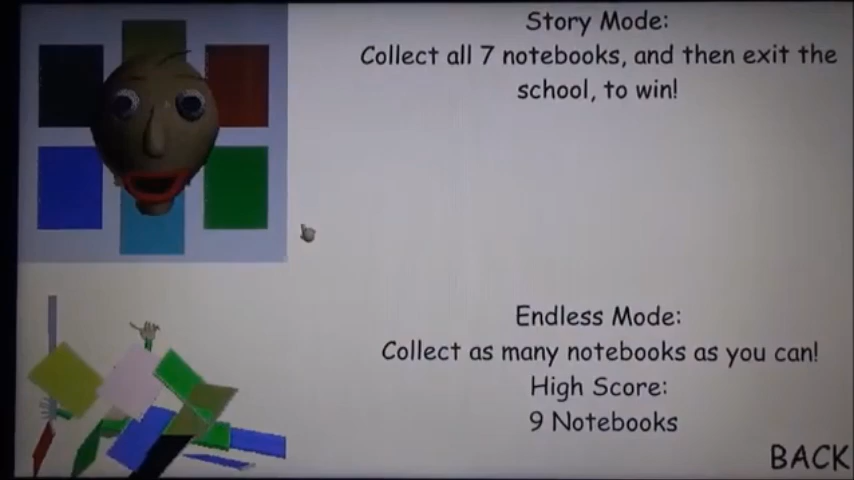 Story Mode:
Collect all 7 notebooks, and then exit the
school, to win!
Endless Mode:
Collect as many notebooks as you can!
High Score:
9 Notebooks
BACK